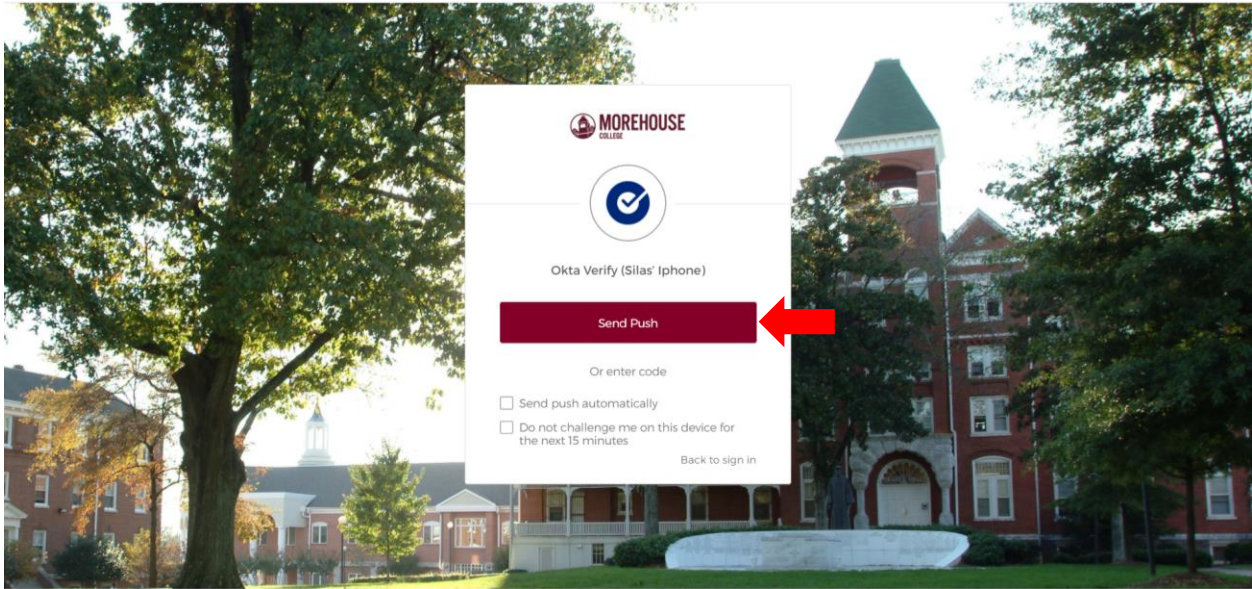 MOREHOUSE
COLLEGE
Okta Verify (Silas' Iphone)
Send Push
Or enter code
Send push automatically
Do not challenge me on this device for
the next 15 minutes
Back to sign in